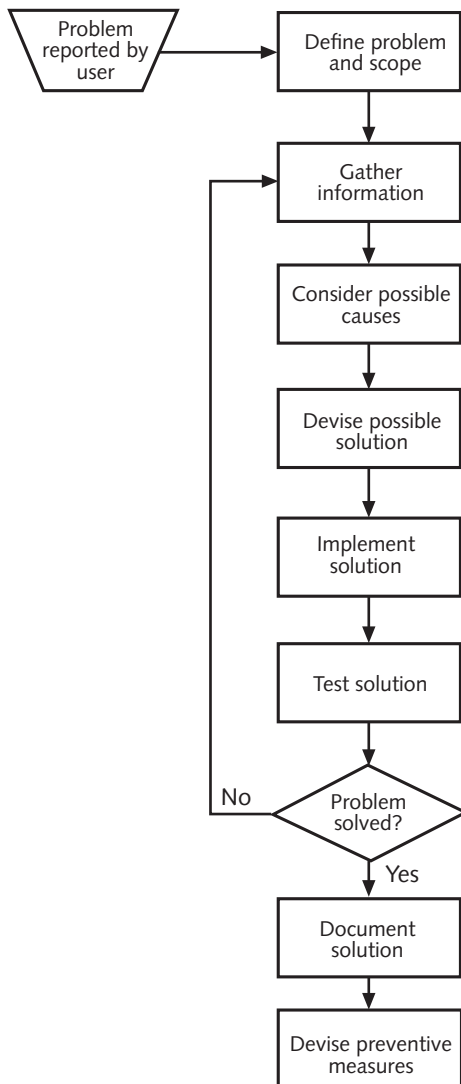 Problem
reported by
user
Define problem
and scope
Gather
information
Consider possible
causes
Devise possible
solution
Implement
solution
Test solution
Problem
solved?
No
Yes
Document
solution
Devise preventive
measures